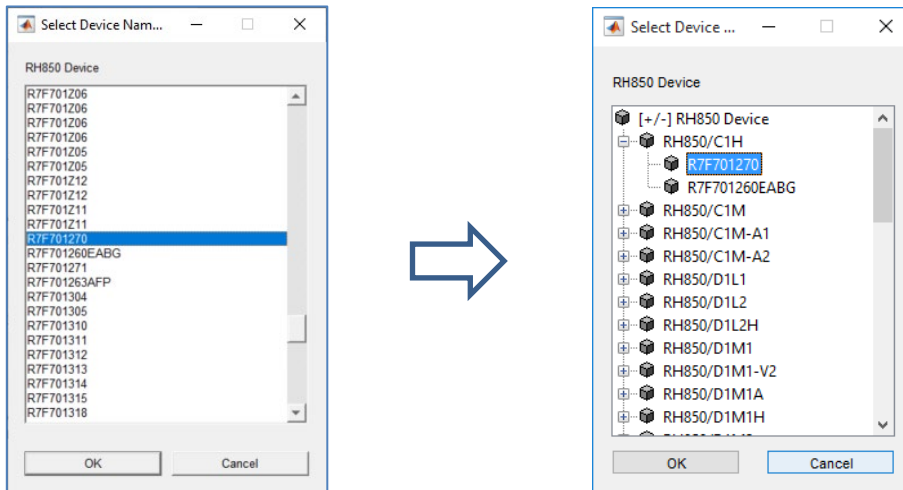 Select Device Nam...
RH850 Device
R7F701Z06
R7F701Z06
R7F701Z06
R7F701Z06
R7F701Z05
R7F701Z05
R7F701Z12
R7F701Z12
R7F701Z11
R7F701Z11
R7F701270
R7F701260EABG
R7F701271
R7F701263AFP
R7F701304
R7F701305
R7F701310
R7F701311
R7F701312
R7F701313
R7F701314
R7F701315
R7F701318
OK Cancel
Select Device ...
RH850 Device
[+/-] RH850 Device
RH850/C1H
R7F701270
R7F701260EABG
RH850/C1M
RH850/C1M-A1
RH850/C1M-A2
RH850/D1L1
RH850/D1L2
RH850/D1L2H
RH850/D1M1
RH850/D1M1-V2
RH850/D1M1A
RH850/D1M1H
OK Cancel